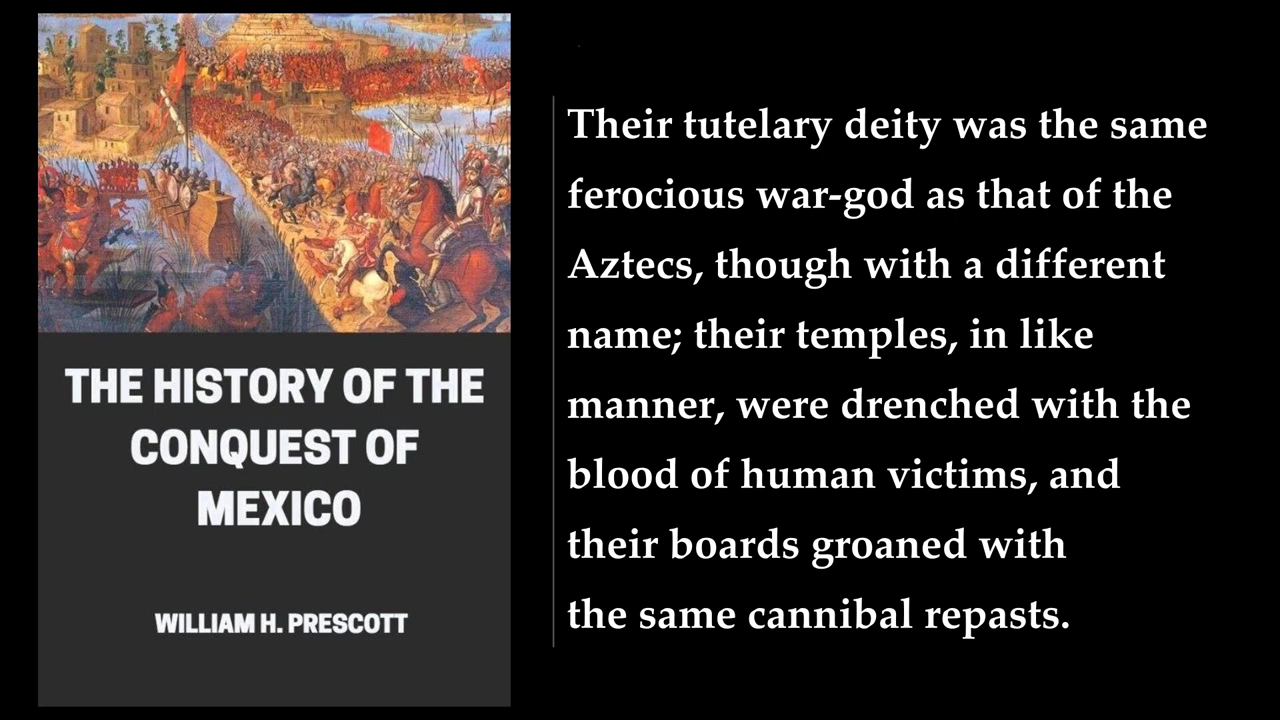 THE HISTORY OF THE
CONQUEST OF
MEXICO
WILLIAM H. PRESCOTT
Their tutelary deity was the same
ferocious war-god as that of the
Aztecs, though with a different
name; their temples, in like
manner, were drenched with the
blood of human victims, and
their boards groaned with
the same cannibal repasts.